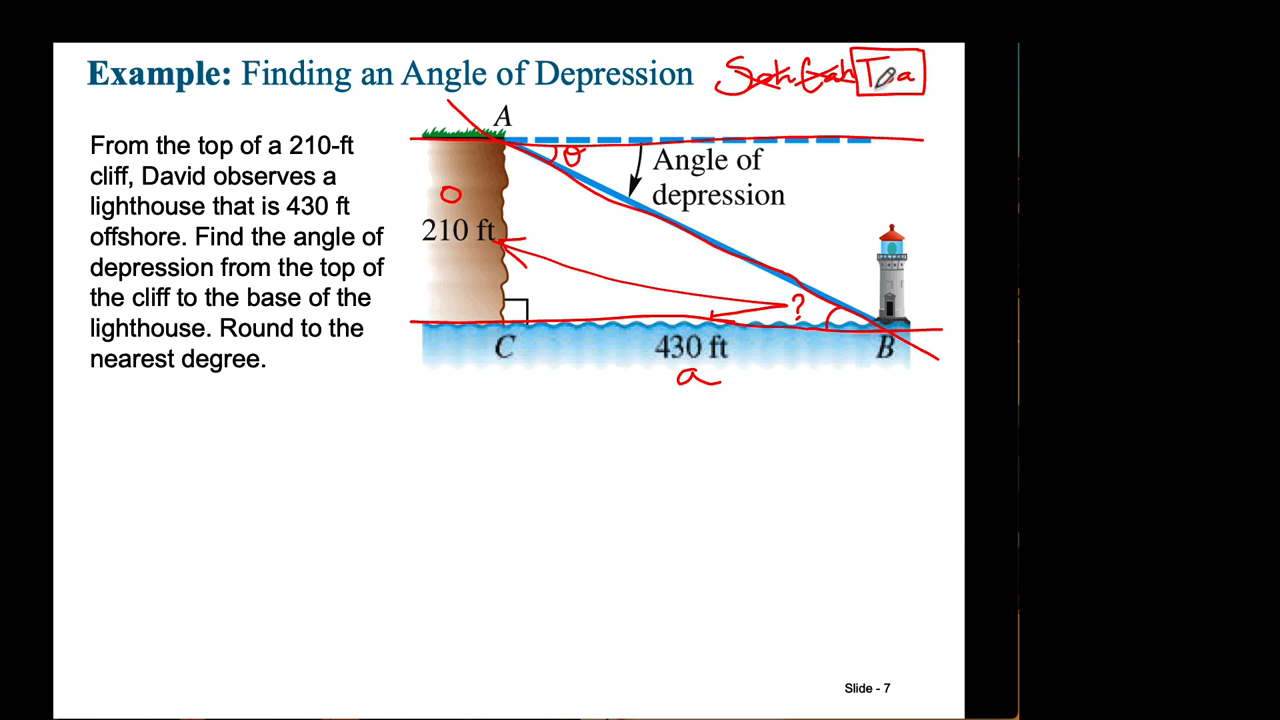 Example: Finding an Angle of Depression
Soh Cah Toa
From the top of a 210-ft
cliff, David observes a
lighthouse that is 430 ft
offshore. Find the angle of
depression from the top of
the cliff to the base of the
lighthouse. Round to the
nearest degree.
A
θ
Angle of
depression
O
210 ft
?
C
430 ft
B
a
Slide - 7